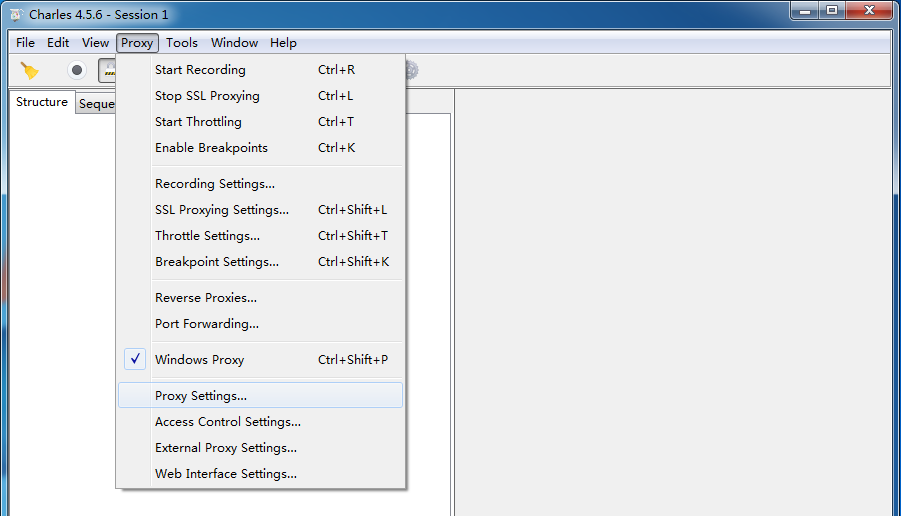 Charles 4.5.6 - Session 1
File Edit View Proxy Tools Window Help
Structure Seque
Start Recording Ctrl+R
Stop SSL Proxying Ctrl+L
Start Throttling Ctrl+T
Enable Breakpoints Ctrl+K
Recording Settings...
SSL Proxying Settings... Ctrl+Shift+L
Throttle Settings... Ctrl+Shift+T
Breakpoint Settings... Ctrl+Shift+K
Reverse Proxies...
Port Forwarding...
Windows Proxy Ctrl+Shift+P
Proxy Settings...
Access Control Settings...
External Proxy Settings...
Web Interface Settings...